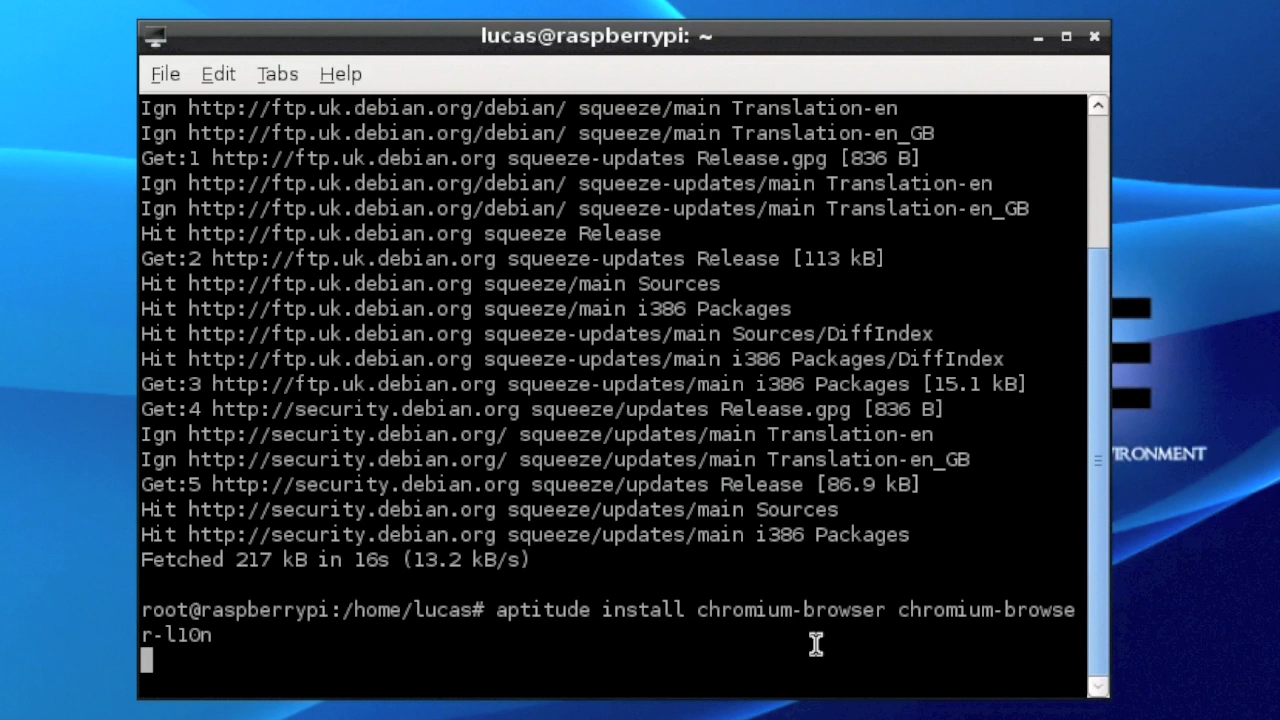 lucas@raspberrypi: ~
File Edit Tabs Help
Ign http://ftp.uk.debian.org/debian/ squeeze/main Translation-en
Ign http://ftp.uk.debian.org/debian/ squeeze/main Translation-en_GB
Get:1 http://ftp.uk.debian.org squeeze-updates Release.gpg [836 B]
Ign http://ftp.uk.debian.org/debian/ squeeze-updates/main Translation-en
Ign http://ftp.uk.debian.org/debian/ squeeze-updates/main Translation-en_GB
Hit http://ftp.uk.debian.org squeeze Release
Get:2 http://ftp.uk.debian.org squeeze-updates Release [113 kB]
Hit http://ftp.uk.debian.org squeeze/main Sources
Hit http://ftp.uk.debian.org squeeze/main i386 Packages
Hit http://ftp.uk.debian.org squeeze-updates/main Sources/DiffIndex
Hit http://ftp.uk.debian.org squeeze-updates/main i386 Packages/DiffIndex
Get:3 http://ftp.uk.debian.org squeeze-updates/main i386 Packages [15.1 kB]
Get:4 http://security.debian.org squeeze/updates Release.gpg [836 B]
Ign http://security.debian.org/ squeeze/updates/main Translation-en
Ign http://security.debian.org/ squeeze/updates/main Translation-en_GB
Get:5 http://security.debian.org squeeze/updates Release [86.9 kB]
Hit http://security.debian.org squeeze/updates/main Sources
Hit http://security.debian.org squeeze/updates/main i386 Packages
Fetched 217 kB in 16s (13.2 kB/s)
root@raspberrypi:/home/lucas# aptitude install chromium-browser chromium-browse
r-l10n
VIRONMENT